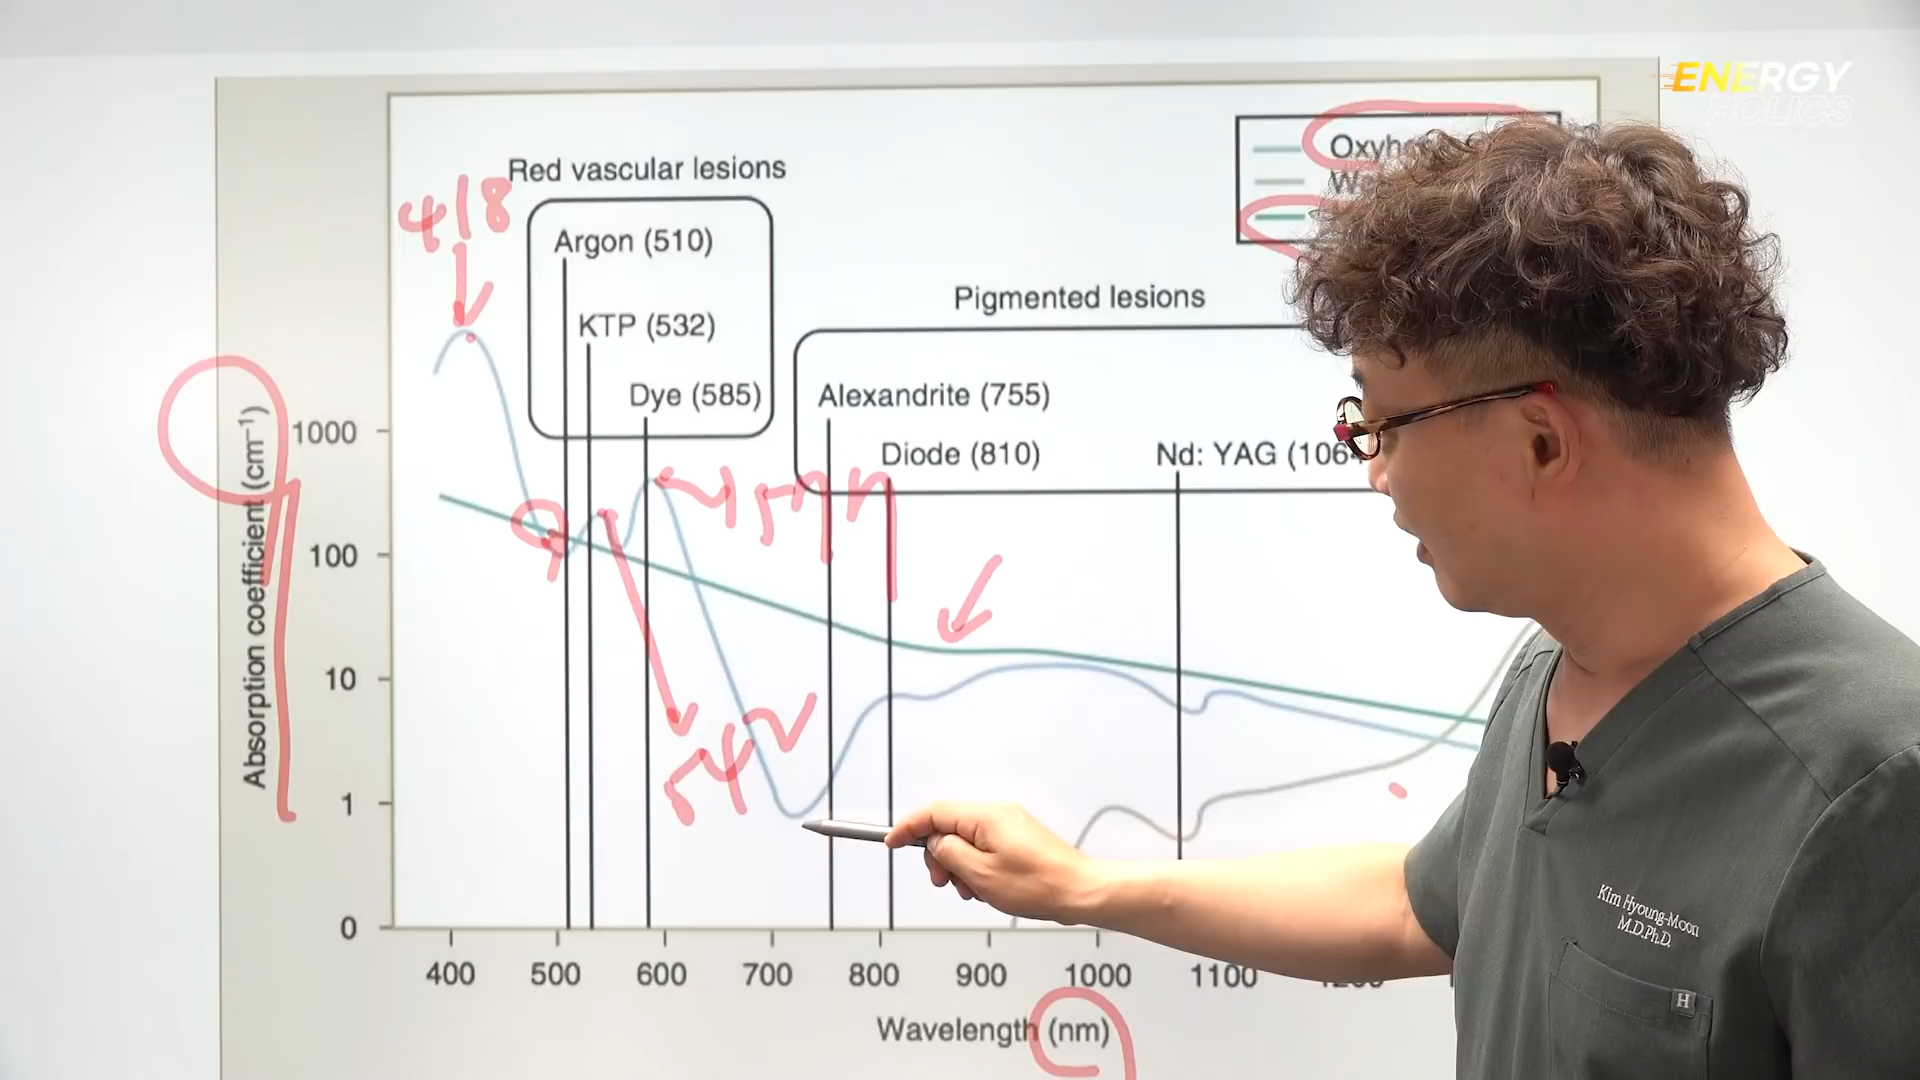 ENERGY
HOLICS
Red vascular lesions
418
Argon (510)
KTP (532)
Dye (585)
Pigmented lesions
Alexandrite (755)
Diode (810)
Nd: YAG (1064
577
542
Absorption coefficient (cm⁻¹)
1000
100
10
1
0
400 500 600 700 800 900 1000 1100 1200
Wavelength (nm)
Kim Hyoung-Moon
M.D.Ph.D.
H